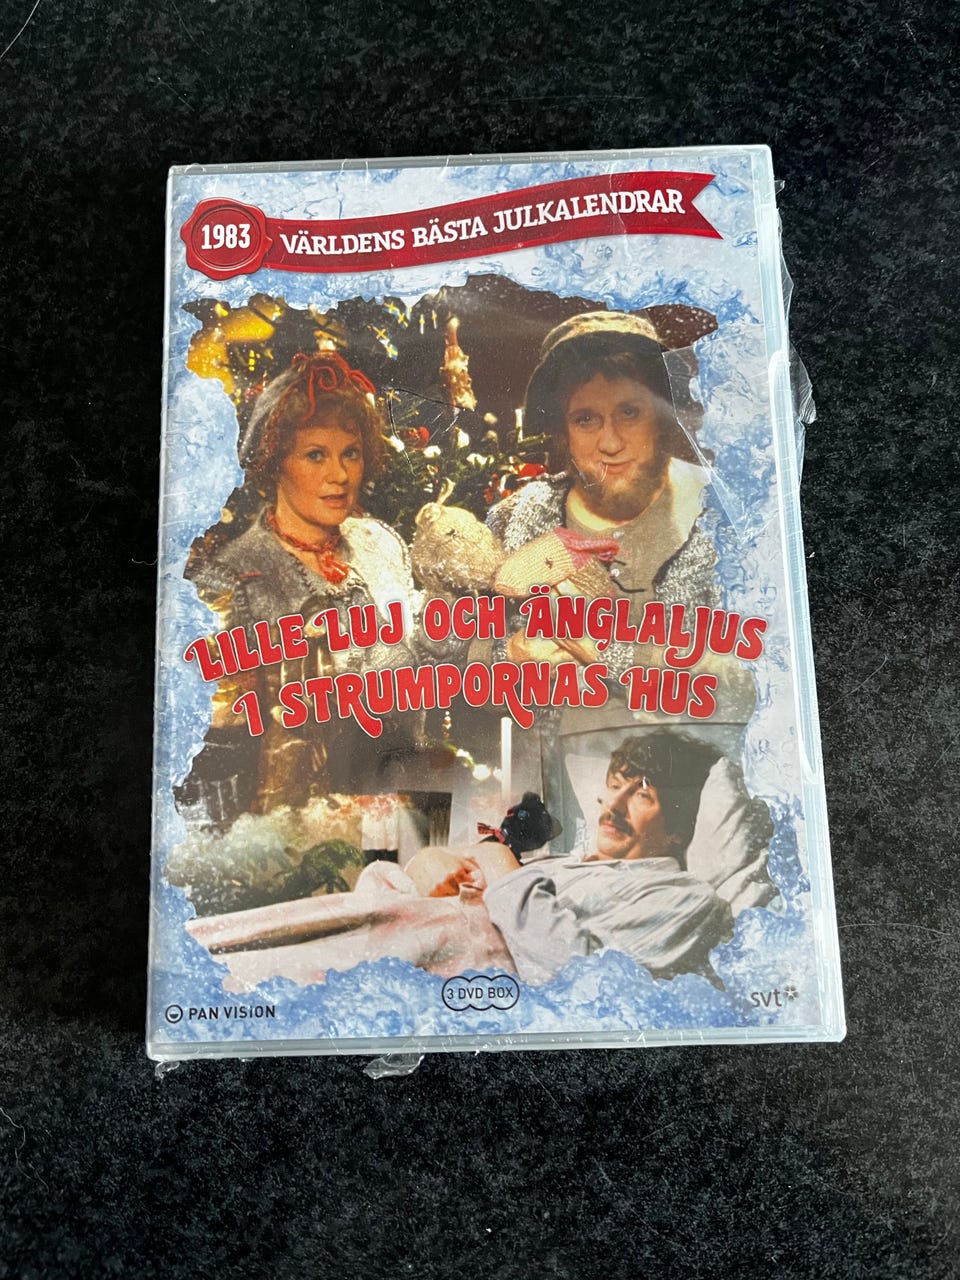 1983
VÄRLDENS BÄSTA JULKALENDRAR
LILLE LUJ OCH ÄNGLALJUS
I STRUMPORNAS HUS
3 DVD BOX
PAN VISION
svt